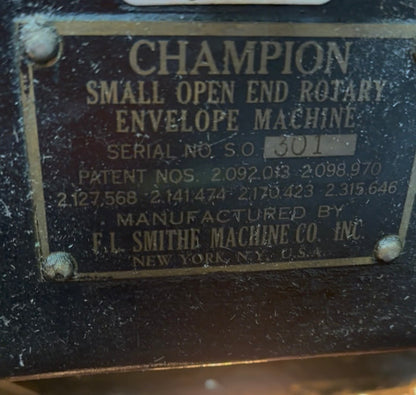 CHAMPION
SMALL OPEN END ROTARY
ENVELOPE MACHINE
SERIAL NO. S.O. 301
PATENT NOS. 2.092.013 2.098.970
2.127.568 2.141.474 2.170.423 2.315.646
MANUFACTURED BY
F. L. SMITHE MACHINE CO. INC.
NEW YORK, N.Y., U.S.A.